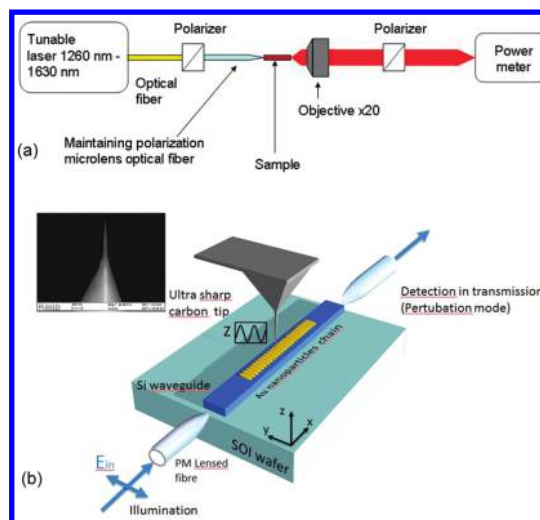 Tunable
laser 1260 nm -
1630 nm
Polarizer
Polarizer
Power
meter
Optical
fiber
Objective x20
Maintaining polarization
microlens optical fiber
Sample
(a)
Ultra sharp
carbon tip
Z
Detection in transmission
(Pertubation mode)
Si waveguide
Au nanoparticles chain
z
y
x
SOI wafer
PM Lensed
fibre
Ein
Illumination
(b)